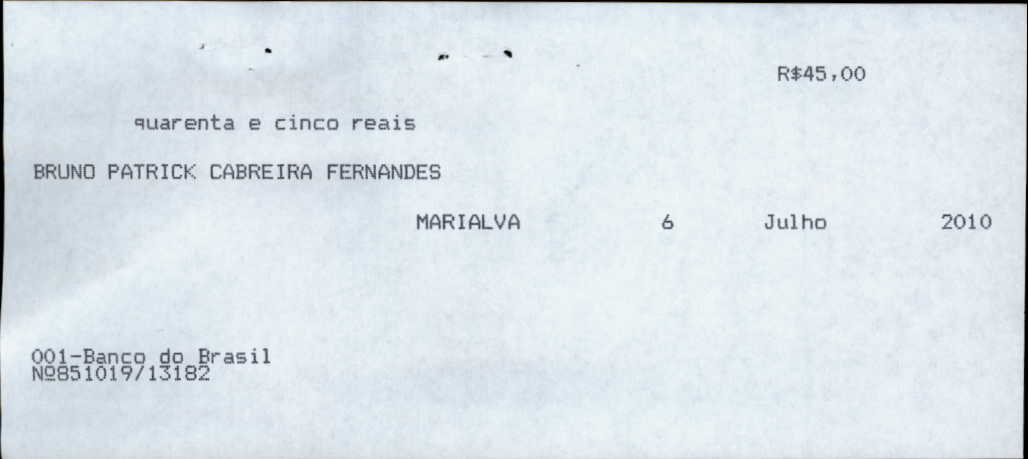 R$45,00
quarenta e cinco reais
BRUNO PATRICK CABREIRA FERNANDES
MARIALVA 6 Julho 2010
001-Banco do Brasil
Nº851019/13182